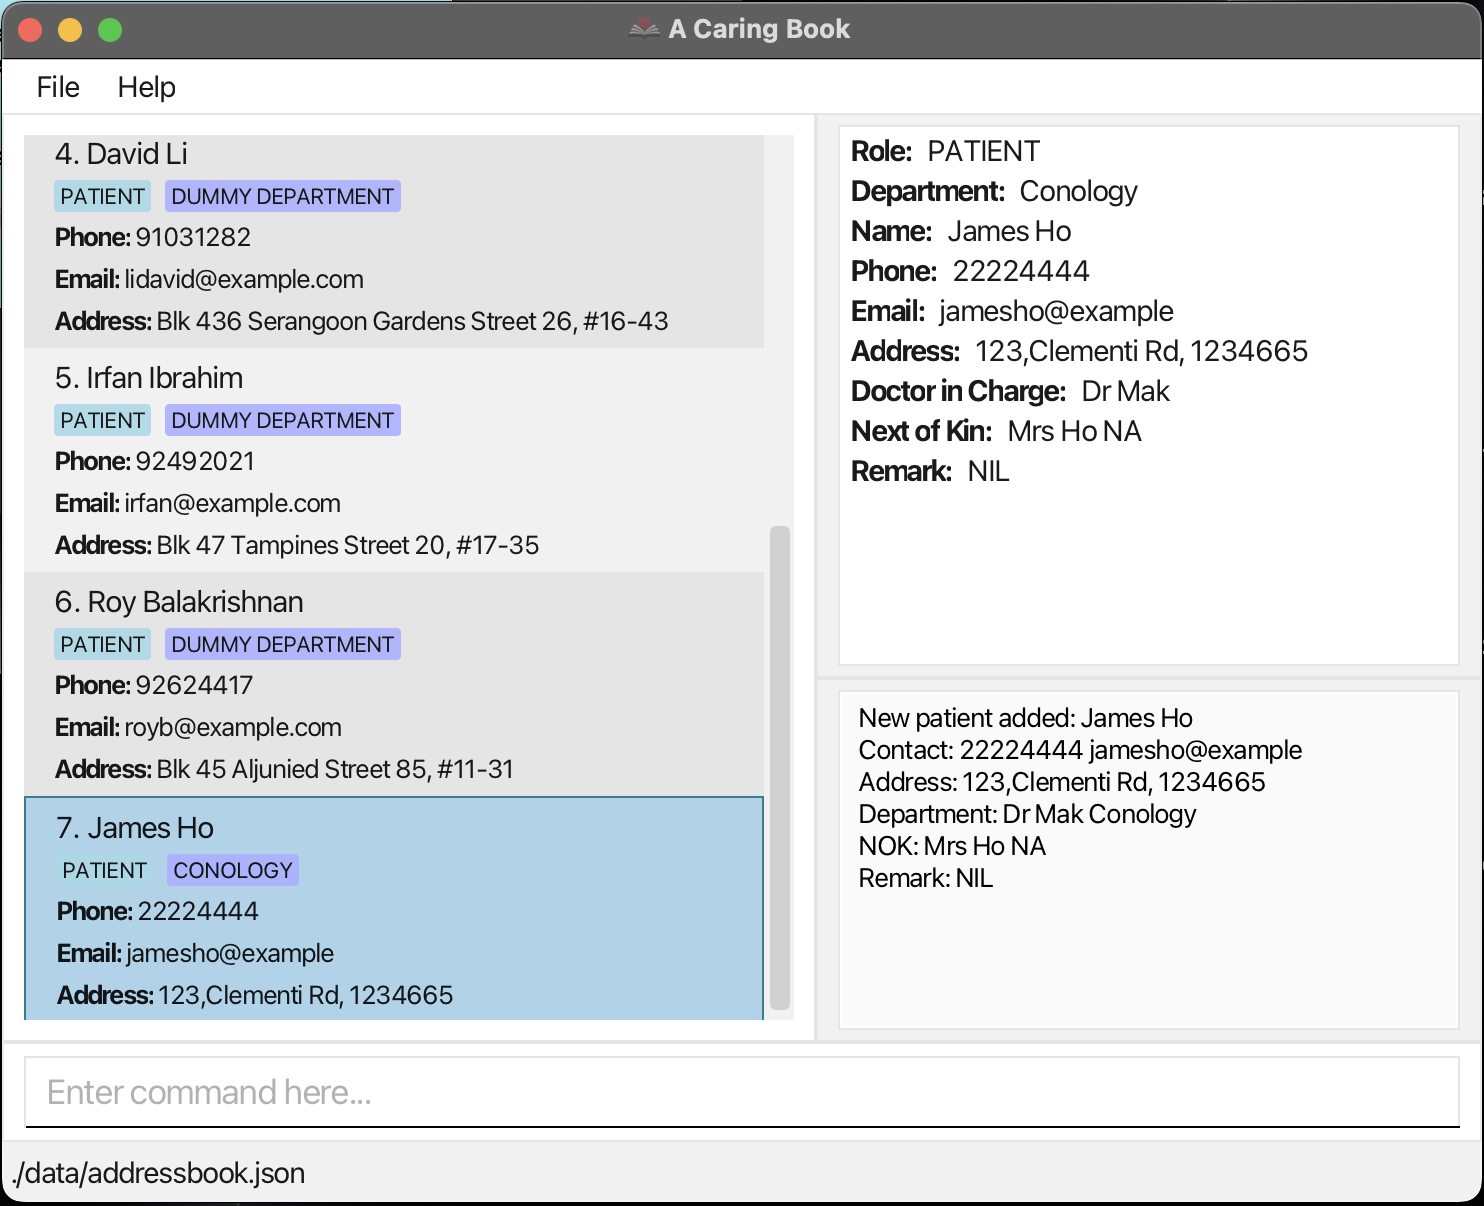 A Caring Book
File Help
4. David Li
PATIENT DUMMY DEPARTMENT
Phone: 91031282
Email: lidavid@example.com
Address: Blk 436 Serangoon Gardens Street 26, #16-43
5. Irfan Ibrahim
PATIENT DUMMY DEPARTMENT
Phone: 92492021
Email: irfan@example.com
Address: Blk 47 Tampines Street 20, #17-35
6. Roy Balakrishnan
PATIENT DUMMY DEPARTMENT
Phone: 92624417
Email: royb@example.com
Address: Blk 45 Aljunied Street 85, #11-31
7. James Ho
PATIENT CONOLOGY
Phone: 22224444
Email: jamesho@example
Address: 123,Clementi Rd, 1234665
Role: PATIENT
Department: Conology
Name: James Ho
Phone: 22224444
Email: jamesho@example
Address: 123,Clementi Rd, 1234665
Doctor in Charge: Dr Mak
Next of Kin: Mrs Ho NA
Remark: NIL
New patient added: James Ho
Contact: 22224444 jamesho@example
Address: 123,Clementi Rd, 1234665
Department: Dr Mak Conology
NOK: Mrs Ho NA
Remark: NIL
Enter command here...
./data/addressbook.json